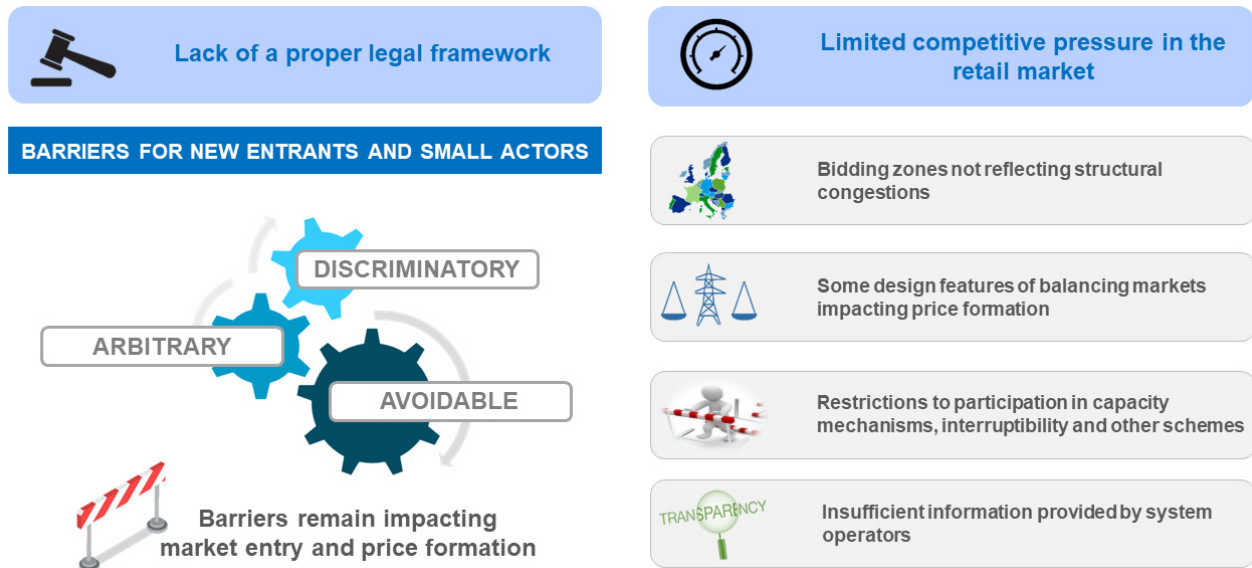 Lack of a proper legal framework
BARRIERS FOR NEW ENTRANTS AND SMALL ACTORS
DISCRIMINATORY
ARBITRARY
AVOIDABLE
Barriers remain impacting
market entry and price formation
Limited competitive pressure in the
retail market
Bidding zones not reflecting structural
congestions
Some design features of balancing markets
impacting price formation
Restrictions to participation in capacity
mechanisms, interruptibility and other schemes
TRANSPARENCY
Insufficient information provided by system
operators